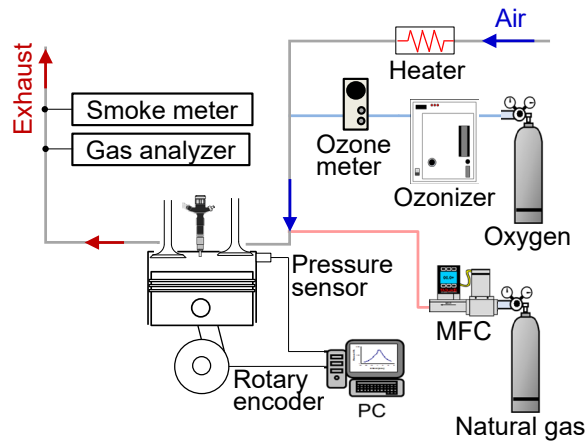 Air
Exhaust
Heater
Smoke meter
Gas analyzer
Ozone
meter
Ozonizer
Oxygen
Pressure
sensor
MFC
Rotary
encoder
PC
Natural gas